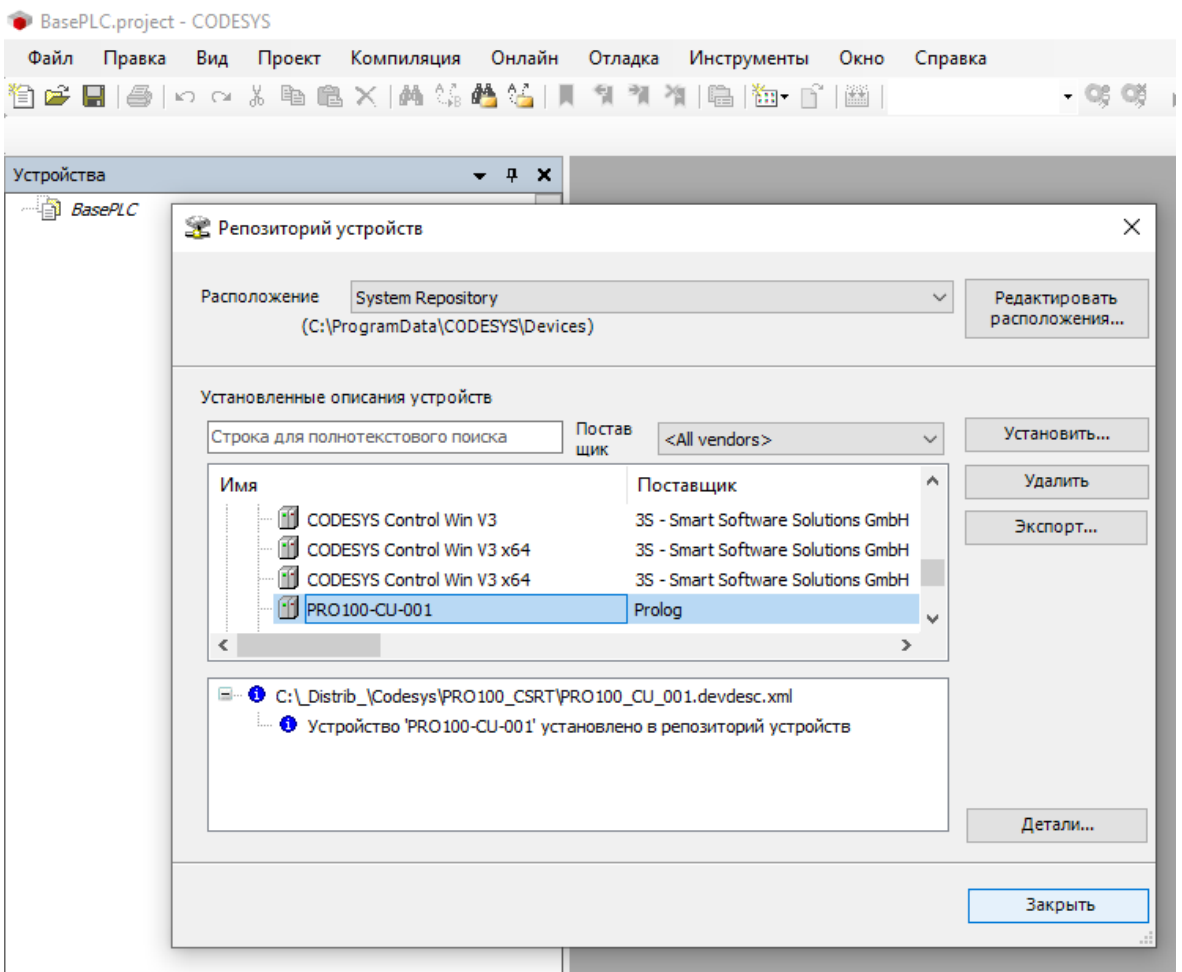 BasePLC.project - CODESYS
Файл Правка Вид Проект Компиляция Онлайн Отладка Инструменты Окно Справка
Устройства
BasePLC
Репозиторий устройств
Расположение System Repository
(C:\ProgramData\CODESYS\Devices)
Редактировать
расположения...
Установленные описания устройств
Строка для полнотекстового поиска
Постав
щик
<All vendors>
Установить...
Удалить
Экспорт...
Имя Поставщик
CODESYS Control Win V3 3S - Smart Software Solutions GmbH
CODESYS Control Win V3 x64 3S - Smart Software Solutions GmbH
CODESYS Control Win V3 x64 3S - Smart Software Solutions GmbH
PRO100-CU-001 Prolog
C:\_Distrib_\Codesys\PRO100_CSRT\PRO100_CU_001.devdesc.xml
Устройство 'PRO100-CU-001' установлено в репозиторий устройств
Детали...
Закрыть